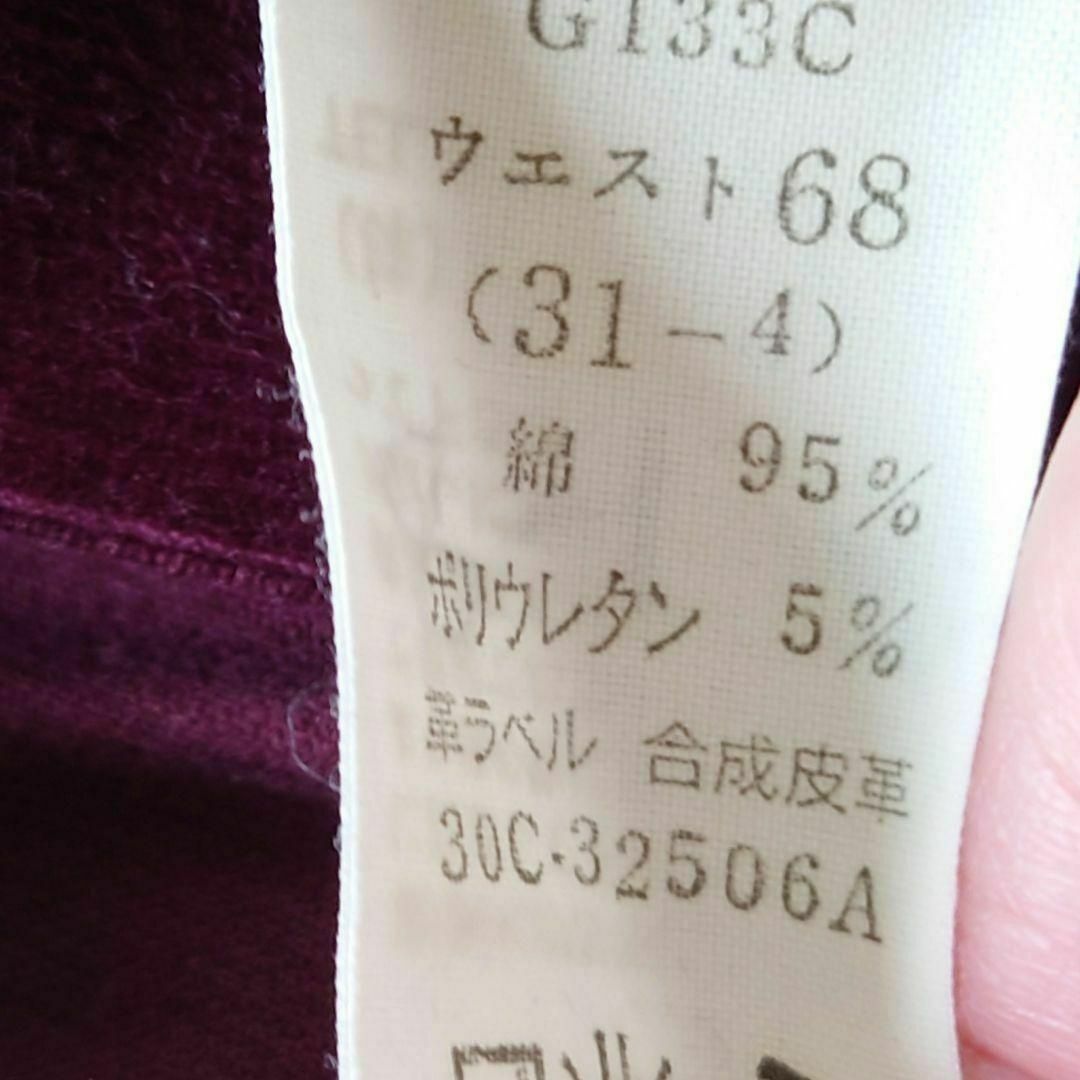 G133C
ウエスト68
(31-4)
綿 95%
ポリウレタン 5%
革ラベル 合成皮革
30C-32506A